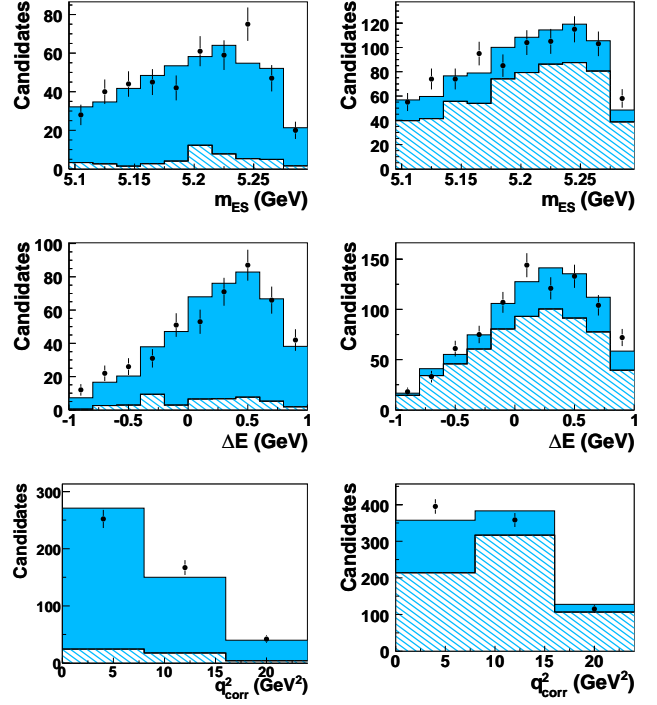 Candidates
80
60
40
20
0
5.1 5.15 5.2 5.25
m_ES (GeV)
Candidates
120
100
80
60
40
20
0
5.1 5.15 5.2 5.25
m_ES (GeV)
Candidates
100
80
60
40
20
0
-1 -0.5 0 0.5 1
ΔE (GeV)
Candidates
150
100
50
0
-1 -0.5 0 0.5 1
ΔE (GeV)
Candidates
300
200
100
0
0 5 10 15 20
q²_corr (GeV²)
Candidates
400
300
200
100
0
0 5 10 15 20
q²_corr (GeV²)